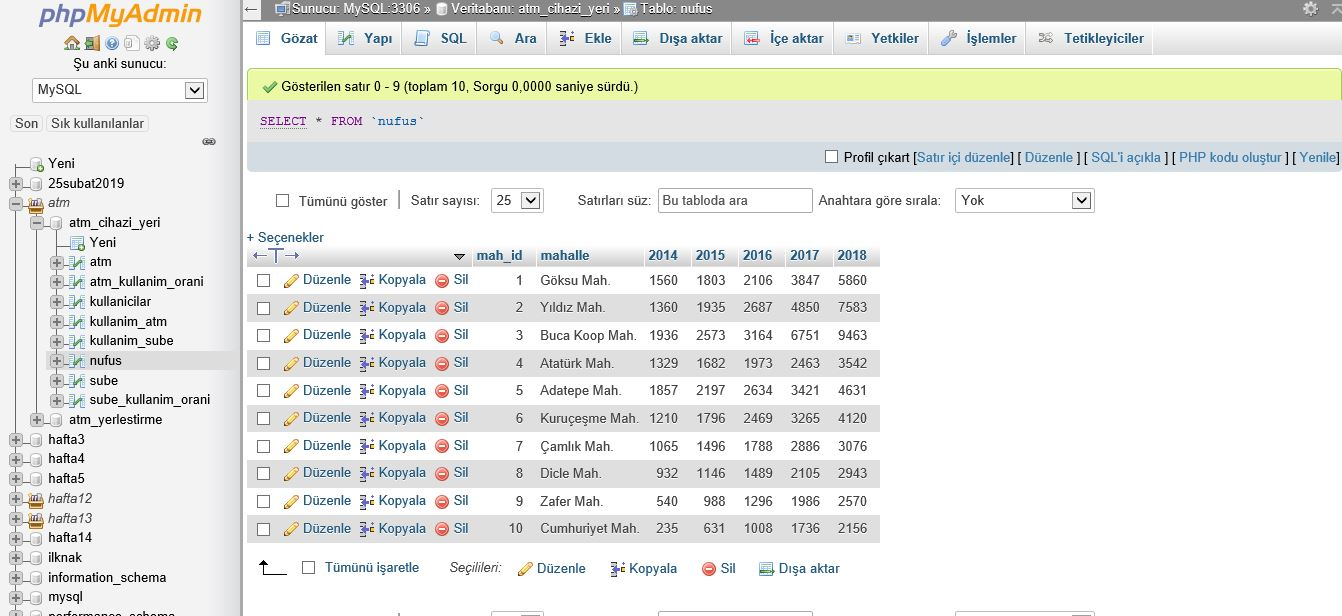 phpMyAdmin
Şu anki sunucu:
MySQL
Son Sık kullanılanlar
Yeni
25subat2019
atm
atm_cihazi_yeri
Yeni
atm
atm_kullanim_orani
kullanicilar
kullanim_atm
kullanim_sube
nufus
sube
sube_kullanim_orani
atm_yerlestirme
hafta3
hafta4
hafta5
hafta12
hafta13
hafta14
ilknak
information_schema
mysql
performance_schema
Sunucu: MySQL:3306 » Veritabanı: atm_cihazi_yeri » Tablo: nufus
Gözat Yapı SQL Ara Ekle Dışa aktar İçe aktar Yetkiler İşlemler Tetikleyiciler
Gösterilen satır 0 - 9 (toplam 10, Sorgu 0,0000 saniye sürdü.)
SELECT * FROM `nufus`
Profil çıkart [Satır içi düzenle] [ Düzenle ] [ SQL'i açıkla ] [ PHP kodu oluştur ] [ Yenile]
Tümünü göster Satır sayısı: 25 Satırları süz: Bu tabloda ara Anahtara göre sırala: Yok
+ Seçenekler
←T→ mah_id mahalle 2014 2015 2016 2017 2018
Düzenle Kopyala Sil 1 Göksu Mah. 1560 1803 2106 3847 5860
Düzenle Kopyala Sil 2 Yıldız Mah. 1360 1935 2687 4850 7583
Düzenle Kopyala Sil 3 Buca Koop Mah. 1936 2573 3164 6751 9463
Düzenle Kopyala Sil 4 Atatürk Mah. 1329 1682 1973 2463 3542
Düzenle Kopyala Sil 5 Adatepe Mah. 1857 2197 2634 3421 4631
Düzenle Kopyala Sil 6 Kuruçeşme Mah. 1210 1796 2469 3265 4120
Düzenle Kopyala Sil 7 Çamlık Mah. 1065 1496 1788 2886 3076
Düzenle Kopyala Sil 8 Dicle Mah. 932 1146 1489 2105 2943
Düzenle Kopyala Sil 9 Zafer Mah. 540 988 1296 1986 2570
Düzenle Kopyala Sil 10 Cumhuriyet Mah. 235 631 1008 1736 2156
Tümünü işaretle Seçilileri: Düzenle Kopyala Sil Dışa aktar